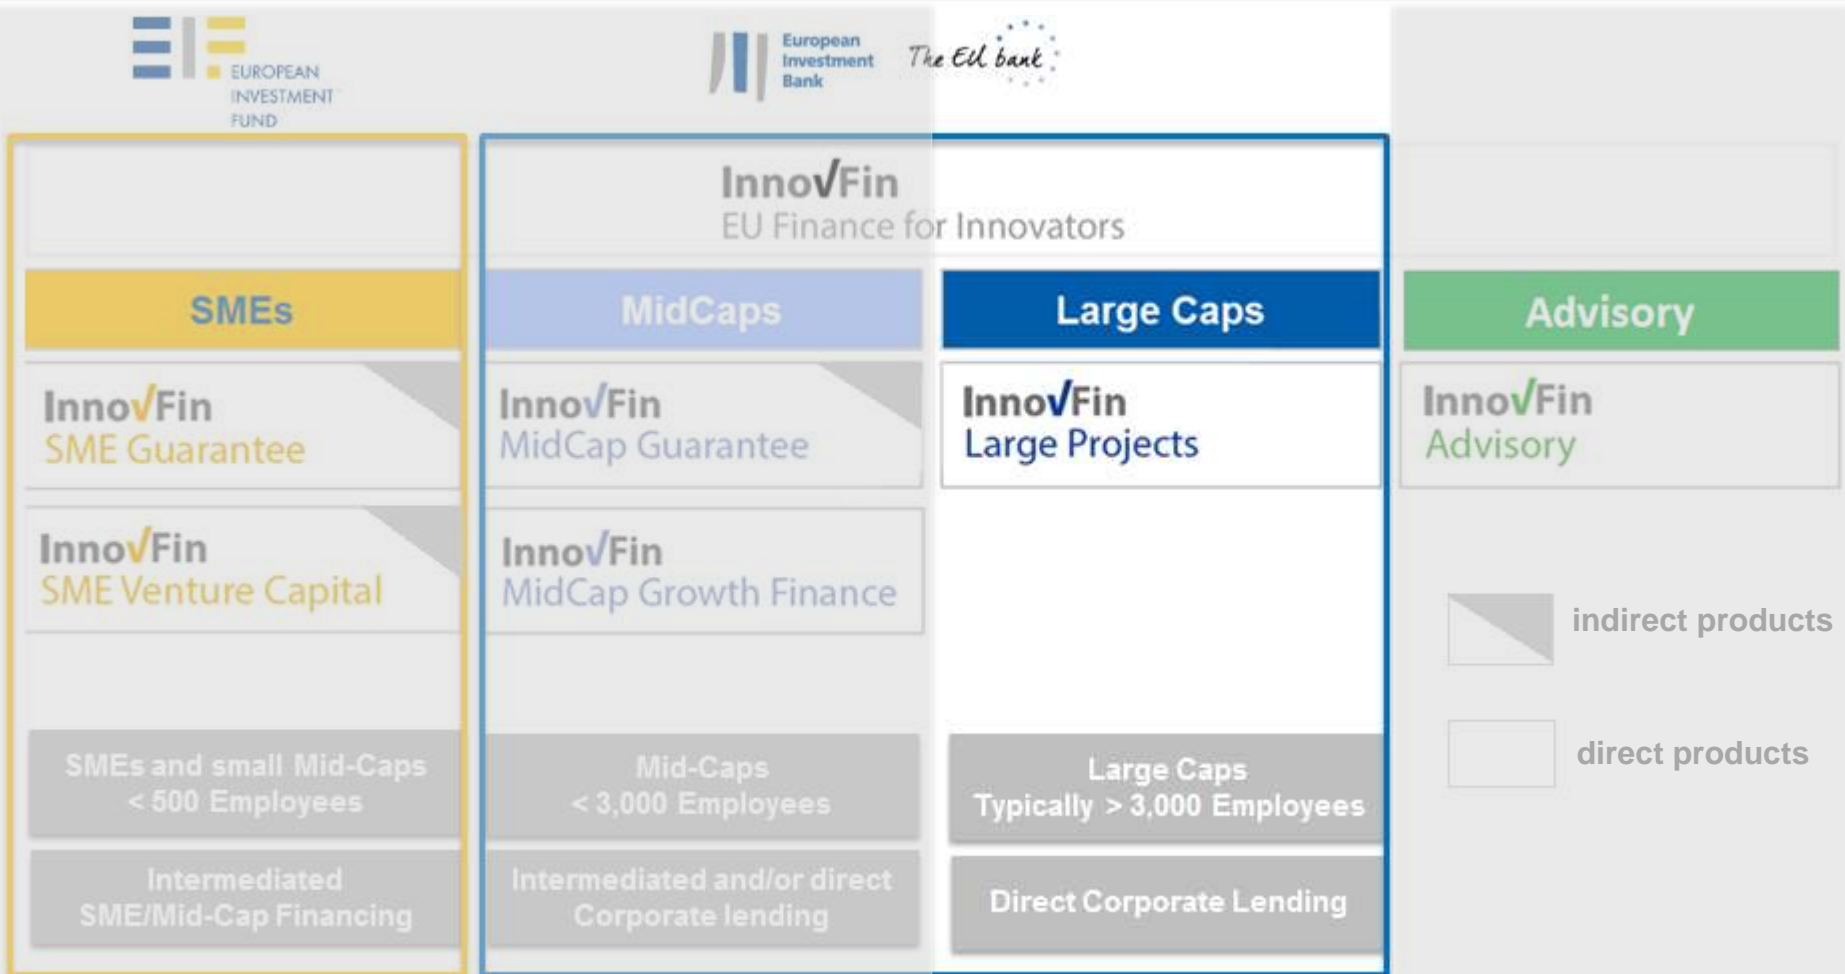 EUROPEAN
INVESTMENT
FUND
European
Investment
Bank
The EU bank
InnovFin
EU Finance for Innovators
SMEs
MidCaps
Large Caps
Advisory
InnovFin
SME Guarantee
InnovFin
MidCap Guarantee
InnovFin
Large Projects
InnovFin
Advisory
InnovFin
SME Venture Capital
InnovFin
MidCap Growth Finance
indirect products
direct products
SMEs and small Mid-Caps
< 500 Employees
Mid-Caps
< 3,000 Employees
Large Caps
Typically > 3,000 Employees
Intermediated
SME/Mid-Cap Financing
Intermediated and/or direct
Corporate lending
Direct Corporate Lending